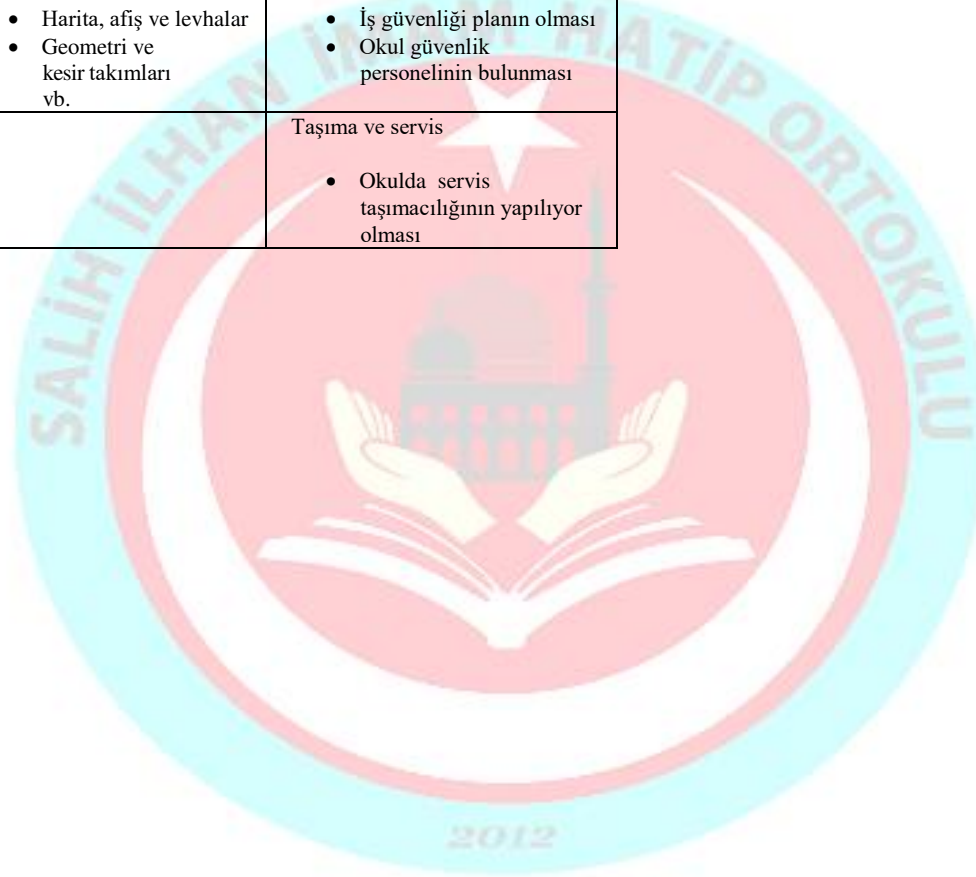 • Harita, afiş ve levhalar
• Geometri ve
kesir takımları
vb.
• İş güvenliği planın olması
• Okul güvenlik
personelinin bulunması
Taşıma ve servis
• Okulda servis
taşımacılığının yapılıyor
olması
SALİH İLHAN İMAM HATİP ORTOKULU
2012